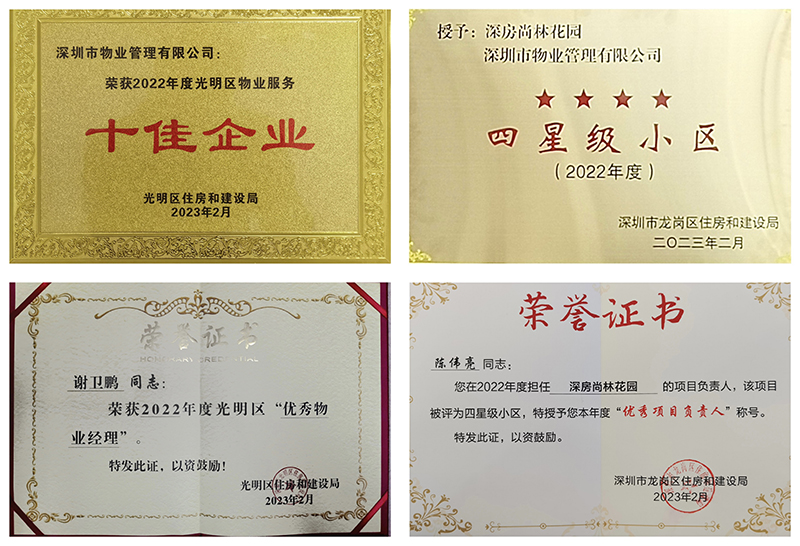 深圳市物业管理有限公司:
荣获2022年度光明区物业服务
十佳企业
光明区住房和建设局
2023年2月
授予:深房尚林花园
深圳市物业管理有限公司
四星级小区
(2022年度)
深圳市龙岗区住房和建设局
二〇二三年二月
荣誉证书
HONORARY CREDENTIAL
谢卫鹏 同志:
荣获2022年度光明区“优秀物
业经理”。
特发此证,以资鼓励!
光明区住房和建设局
2023年2月
荣誉证书
陈伟亮 同志:
您在2022年度担任 深房尚林花园 的项目负责人,该项目
被评为四星级小区,特授予您本年度“优秀项目负责人”称号。
特发此证,以资鼓励。
深圳市龙岗区住房和建设局
2023年2月